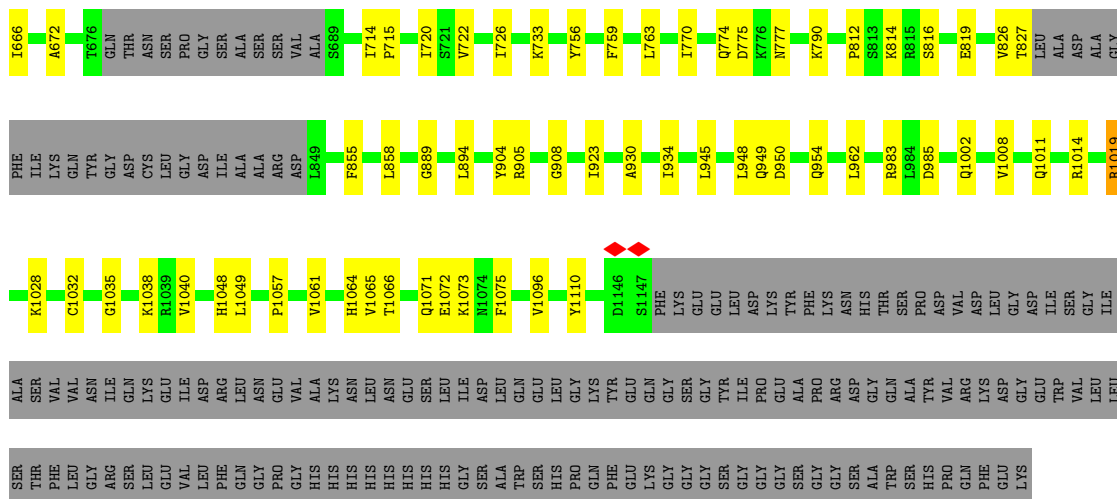 I666 A672 T676 GLN THR ASN SER PRO GLY SER ALA SER SER VAL ALA S689 I714 P715 I720 S721 V722 I726 K733 Y756 F759 L763 I770 Q774 D775 K776 N777 K790 P812 S813 K814 R815 S816 E819 V826 T827 LEU ALA ASP ALA GLY
PHE ILE LYS GLN TYR GLY ASP CYS LEU GLY ASP ILE ALA ALA ARG ASP L849 F855 L858 G889 L894 Y904 R905 G908 I923 A930 I934 L945 L948 Q949 D950 Q954 L962 R983 L984 D985 Q1002 V1008 Q1011 R1014 R1019
K1028 C1032 G1035 K1038 R1039 V1040 H1048 L1049 P1057 V1061 H1064 V1065 T1066 Q1071 E1072 K1073 N1074 F1075 V1096 Y1110 D1146 S1147 PHE LYS GLU GLU LEU ASP LYS TYR PHE LYS ASN HIS THR SER PRO ASP VAL ASP LEU GLY ASP ILE SER GLY ILE
ALA SER VAL VAL ASN ILE GLN LYS GLU ILE ASP ARG LEU ASN GLU VAL ALA LYS ASN LEU ASN GLU SER LEU ILE ASP LEU GLN GLU LEU GLY LYS TYR GLU GLN GLY SER GLY TYR ILE PRO GLU ALA PRO ARG ASP GLY GLN ALA TYR VAL ARG LYS ASP GLY GLU TRP VAL LEU LEU
SER THR PHE LEU GLY ARG SER LEU GLU VAL LEU PHE GLN GLY PRO GLY HIS HIS HIS HIS HIS HIS HIS HIS GLY SER ALA TRP SER HIS PRO GLN PHE GLU LYS GLY GLY GLY SER GLY GLY GLY SER GLY GLY SER ALA TRP SER HIS PRO GLN PHE GLU LYS